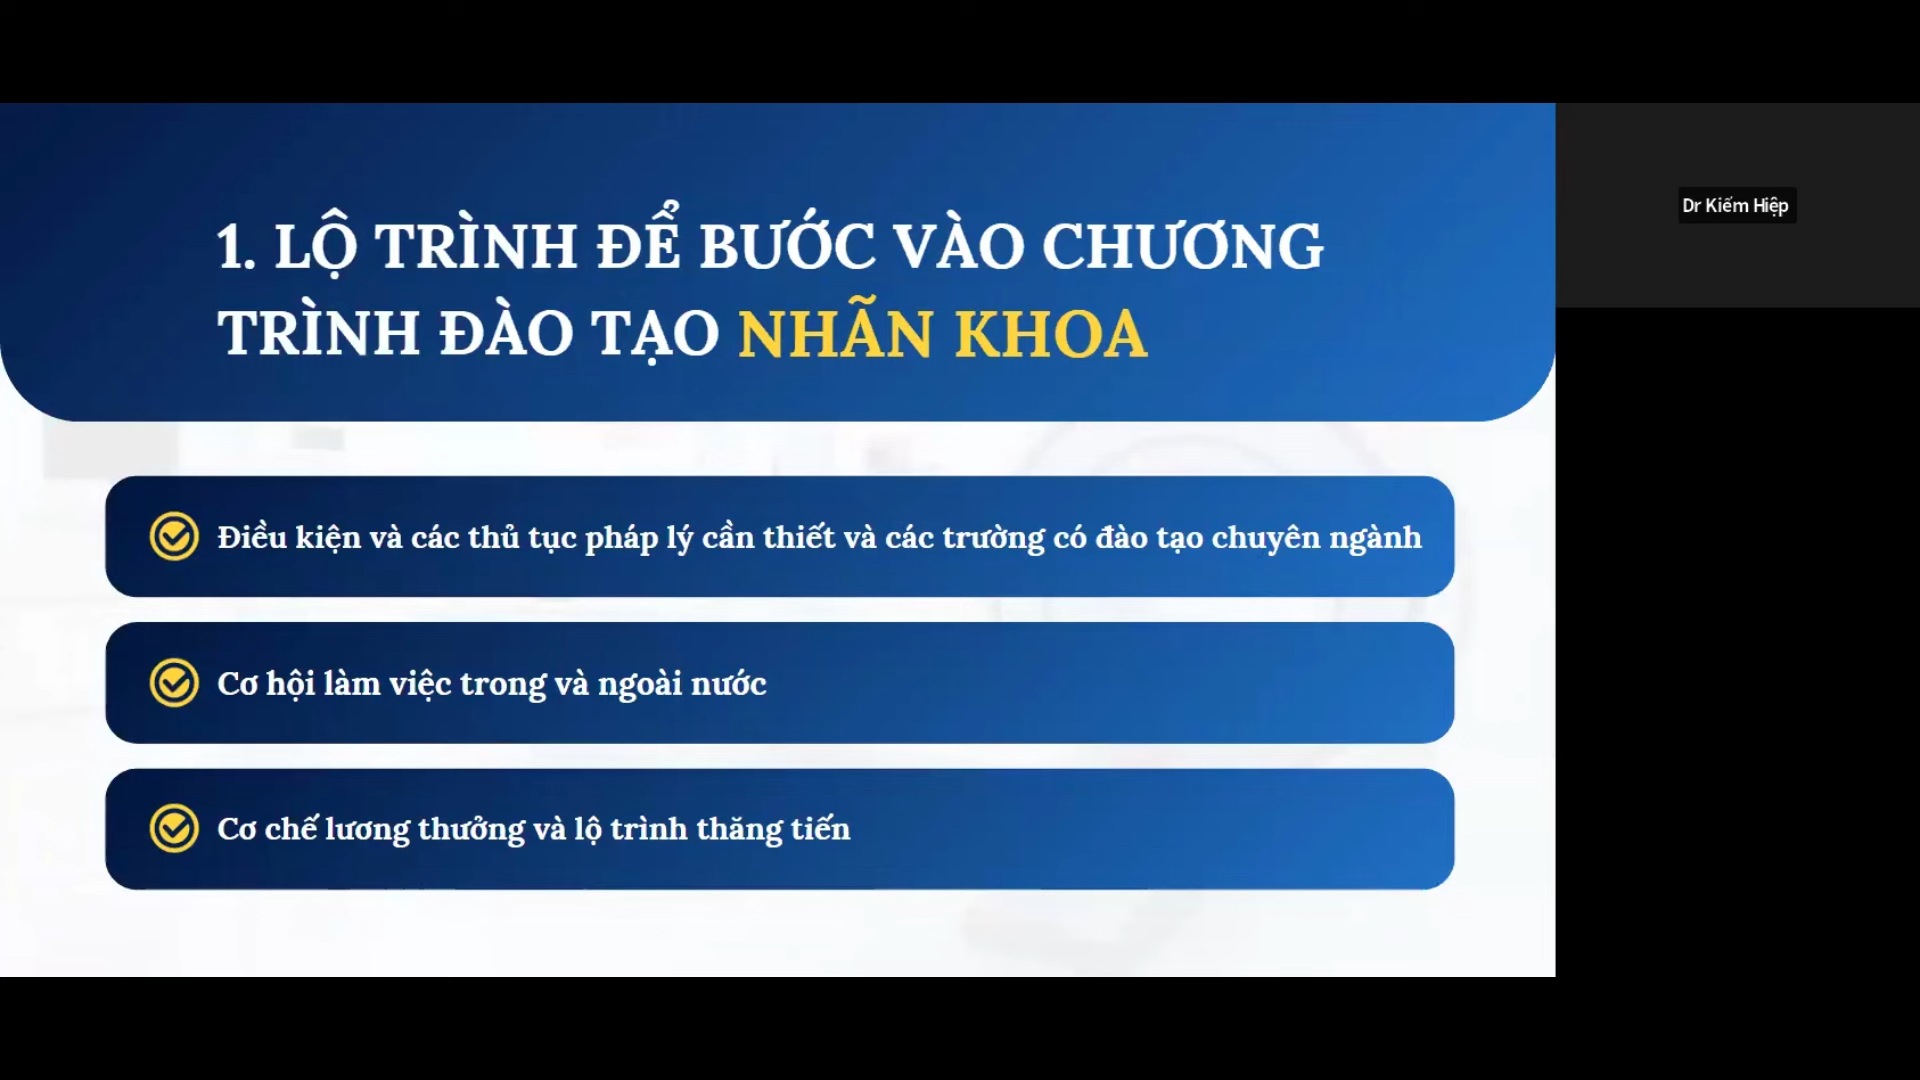 1. LỘ TRÌNH ĐỂ BƯỚC VÀO CHƯƠNG
TRÌNH ĐÀO TẠO NHÃN KHOA
Điều kiện và các thủ tục pháp lý cần thiết và các trường có đào tạo chuyên ngành
Cơ hội làm việc trong và ngoài nước
Cơ chế lương thưởng và lộ trình thăng tiến
Dr Kiếm Hiệp